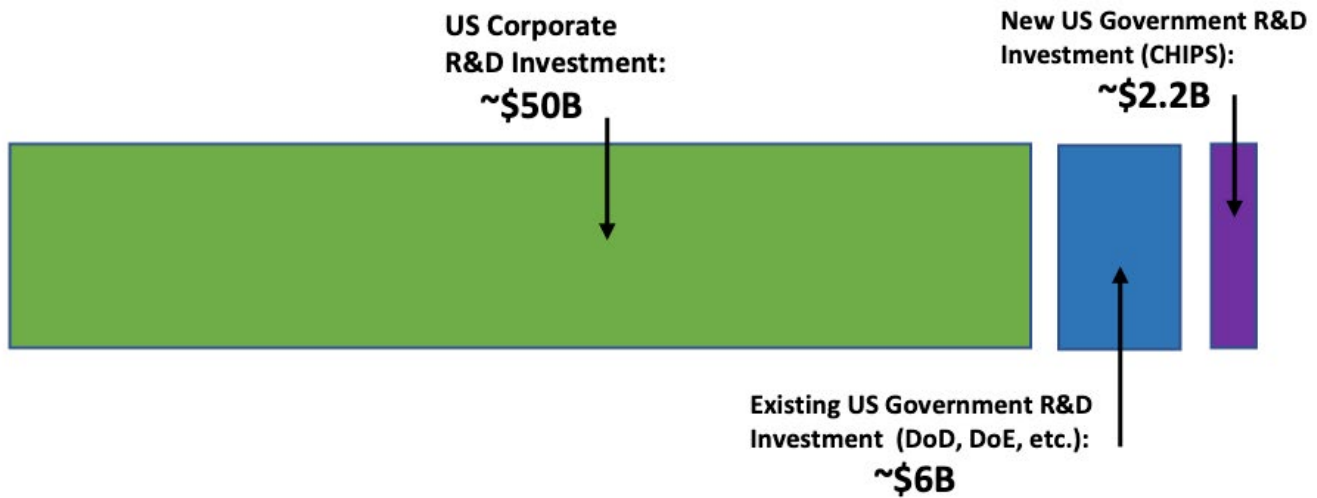 US Corporate
R&D Investment:
~$50B
New US Government R&D
Investment (CHIPS):
~$2.2B
Existing US Government R&D
Investment (DoD, DoE, etc.):
~$6B